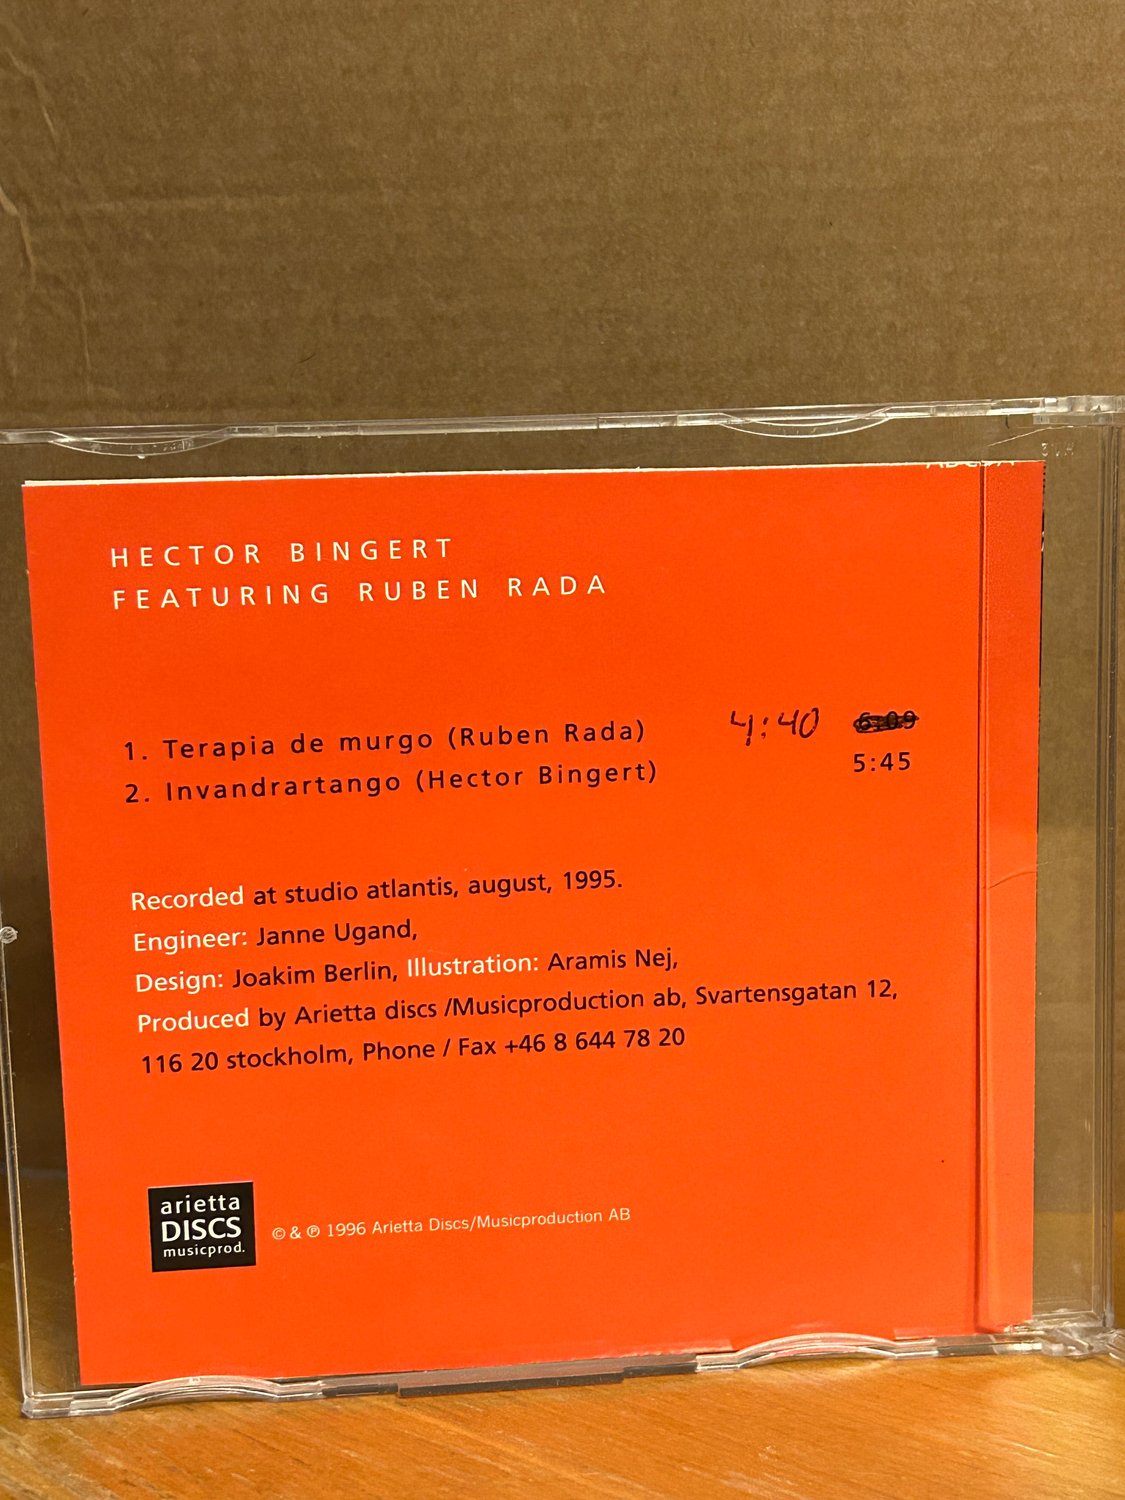 HECTOR BINGERT
FEATURING RUBEN RADA
1. Terapia de murgo (Ruben Rada) 4:40 6:09
2. Invandrartango (Hector Bingert) 5:45
Recorded at studio atlantis, august, 1995.
Engineer: Janne Ugand,
Design: Joakim Berlin, Illustration: Aramis Nej,
Produced by Arietta discs /Musicproduction ab, Svartensgatan 12,
116 20 stockholm, Phone / Fax +46 8 644 78 20
arietta
DISCS
musicprod.
© & ℗ 1996 Arietta Discs/Musicproduction AB